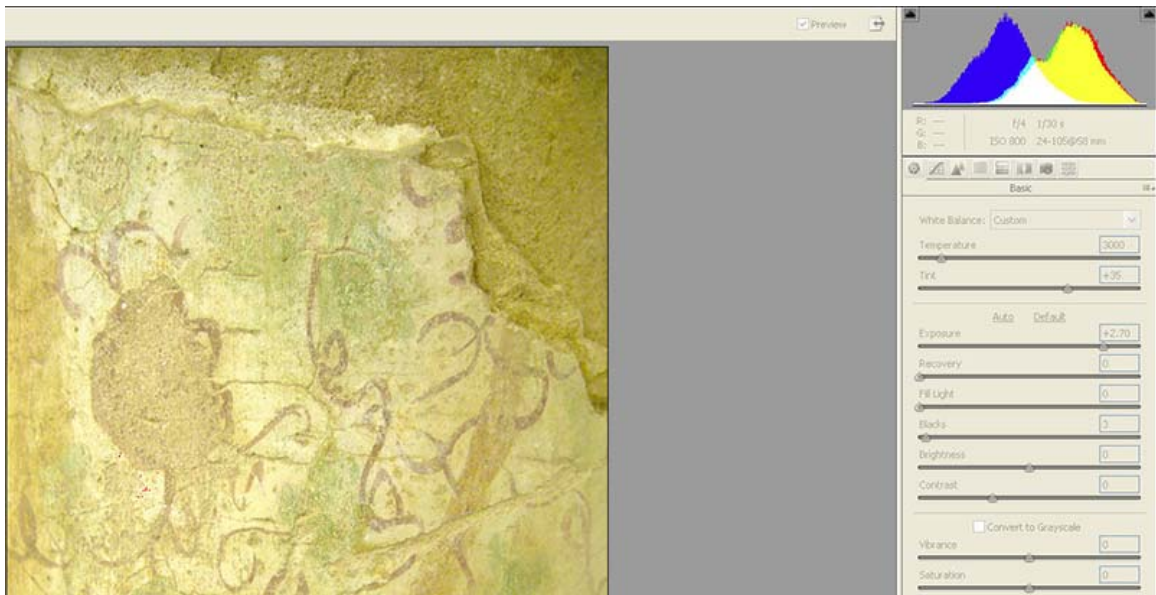 Preview
R: ---
G: ---
B: ---
f/4 1/30 s
ISO 800 24-105@58 mm
Basic
White Balance: Custom
Temperature 3000
Tint +35
Auto Default
Exposure +2.70
Recovery 0
Fill Light 0
Blacks 3
Brightness 0
Contrast 0
Convert to Grayscale
Vibrance 0
Saturation 0